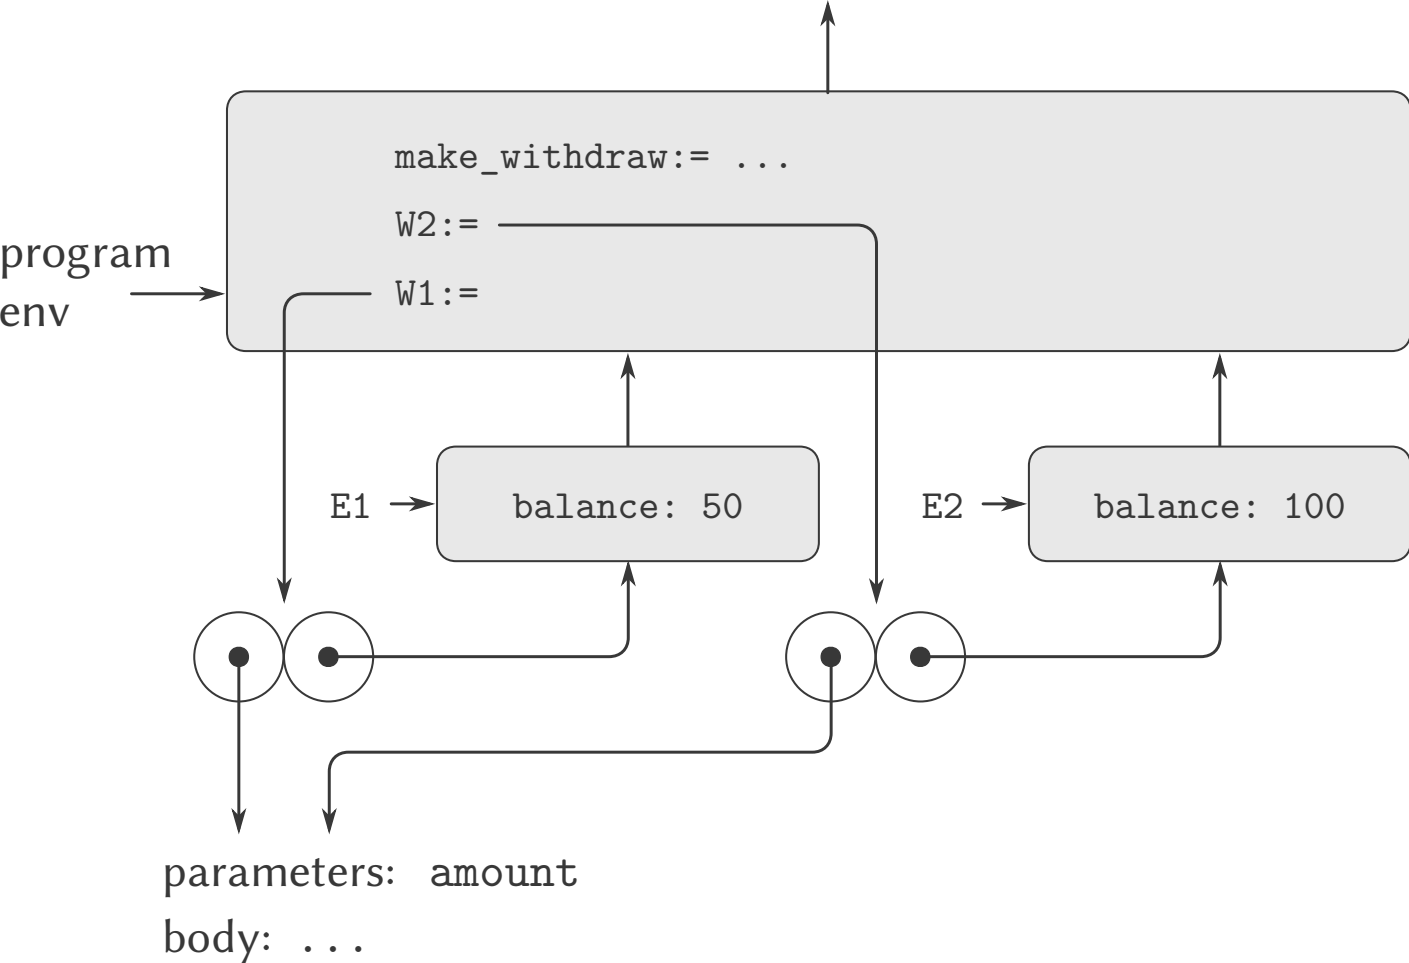 make_withdraw:= ...
W2:=
program
env
W1:=
E1
balance: 50
E2
balance: 100
parameters: amount
body: ...